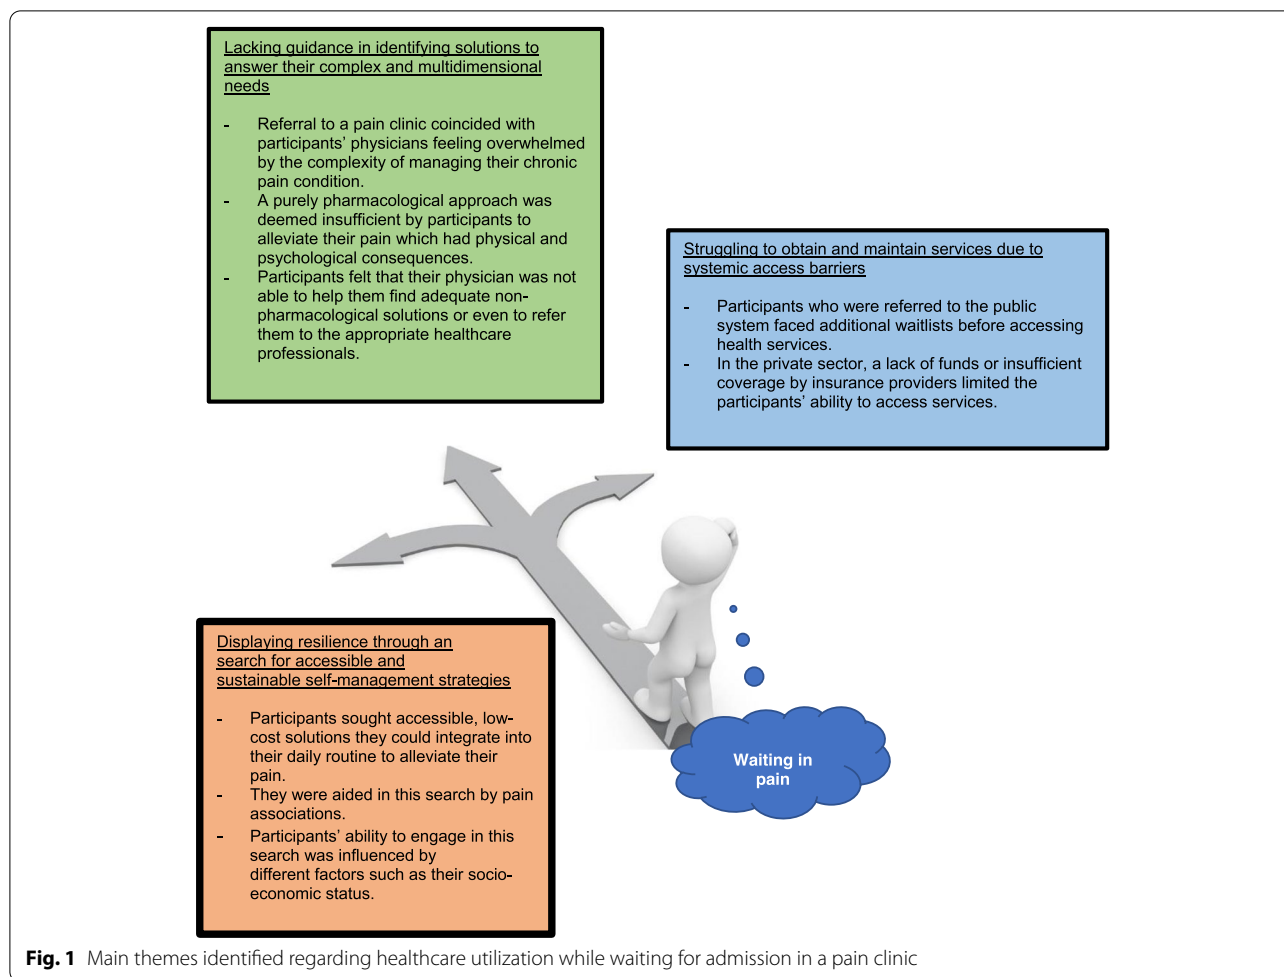 Lacking guidance in identifying solutions to
answer their complex and multidimensional
needs
- Referral to a pain clinic coincided with
participants' physicians feeling overwhelmed
by the complexity of managing their chronic
pain condition.
- A purely pharmacological approach was
deemed insufficient by participants to
alleviate their pain which had physical and
psychological consequences.
- Participants felt that their physician was not
able to help them find adequate non-
pharmacological solutions or even to refer
them to the appropriate healthcare
professionals.
Struggling to obtain and maintain services due to
systemic access barriers
- Participants who were referred to the public
system faced additional waitlists before accessing
health services.
- In the private sector, a lack of funds or insufficient
coverage by insurance providers limited the
participants' ability to access services.
Displaying resilience through an
search for accessible and
sustainable self-management strategies
- Participants sought accessible, low-
cost solutions they could integrate into
their daily routine to alleviate their
pain.
- They were aided in this search by pain
associations.
- Participants' ability to engage in this
search was influenced by
different factors such as their socio-
economic status.
Waiting in
pain
Fig. 1 Main themes identified regarding healthcare utilization while waiting for admission in a pain clinic